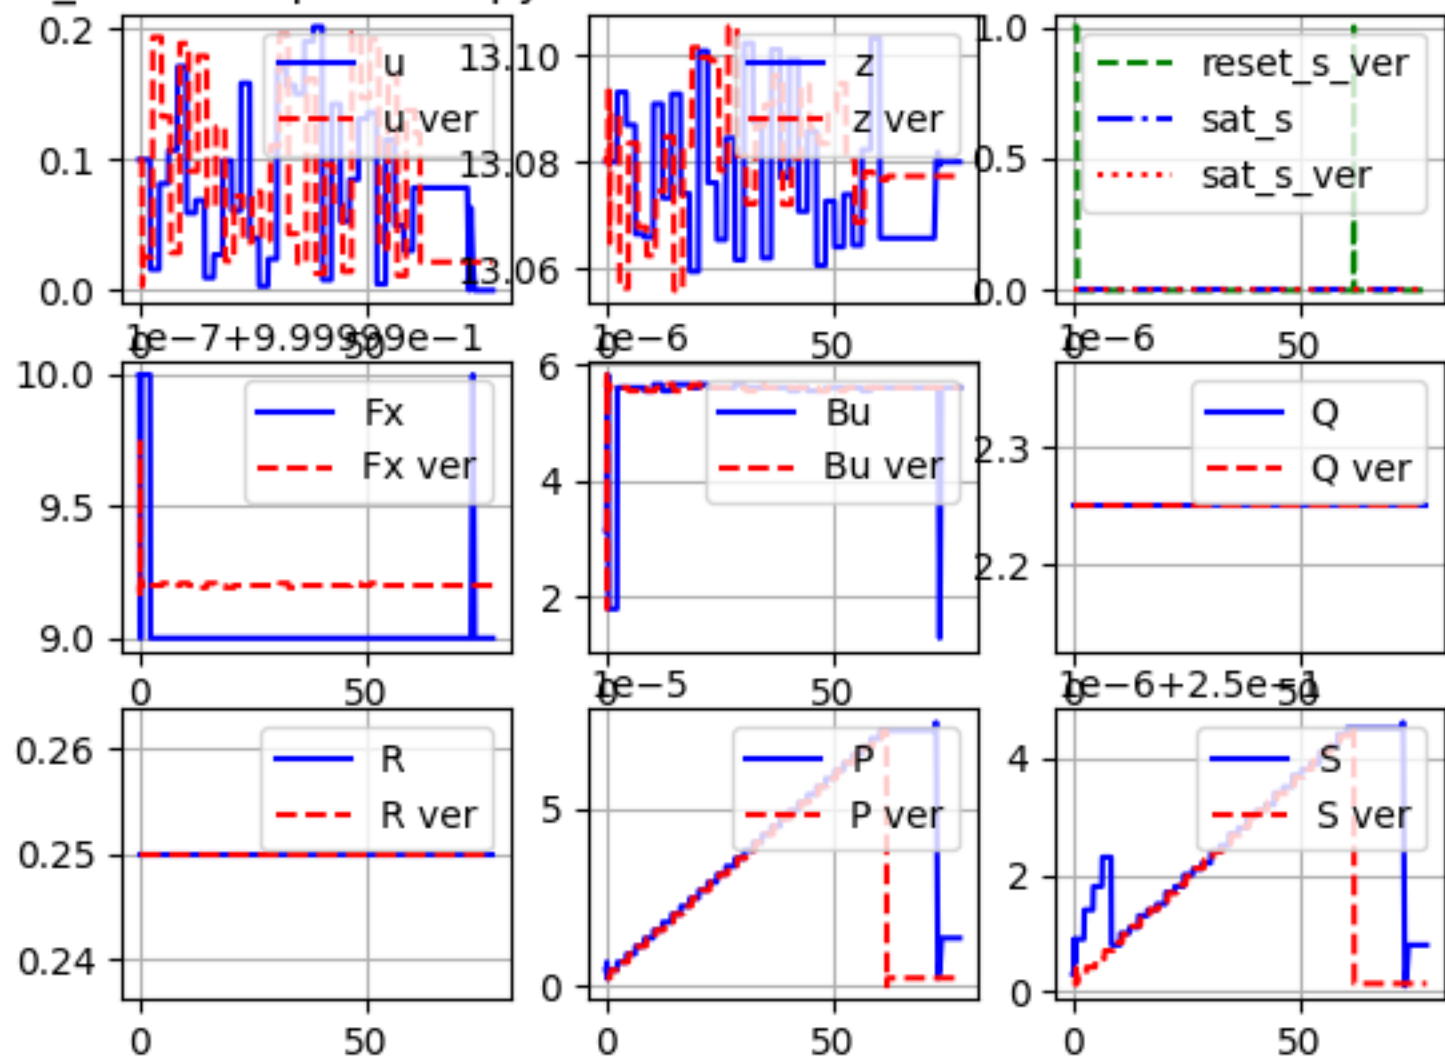 0.2
0.1
0.0
u
u ver
0
50
13.10
13.08
13.06
z
z ver
0
50
1.0
0.5
0.0
reset_s_ver
sat_s
sat_s_ver
0
50
1e−7+9.999999e−1
10.0
9.5
9.0
Fx
Fx ver
0
50
1e−6
6
4
2
Bu
Bu ver
0
50
1e−6
2.3
2.2
Q
Q ver
0
50
0.26
0.25
0.24
R
R ver
0
50
1e−5
5
0
P
P ver
0
50
1e−6+2.5e−1
4
2
0
S
S ver
0
50